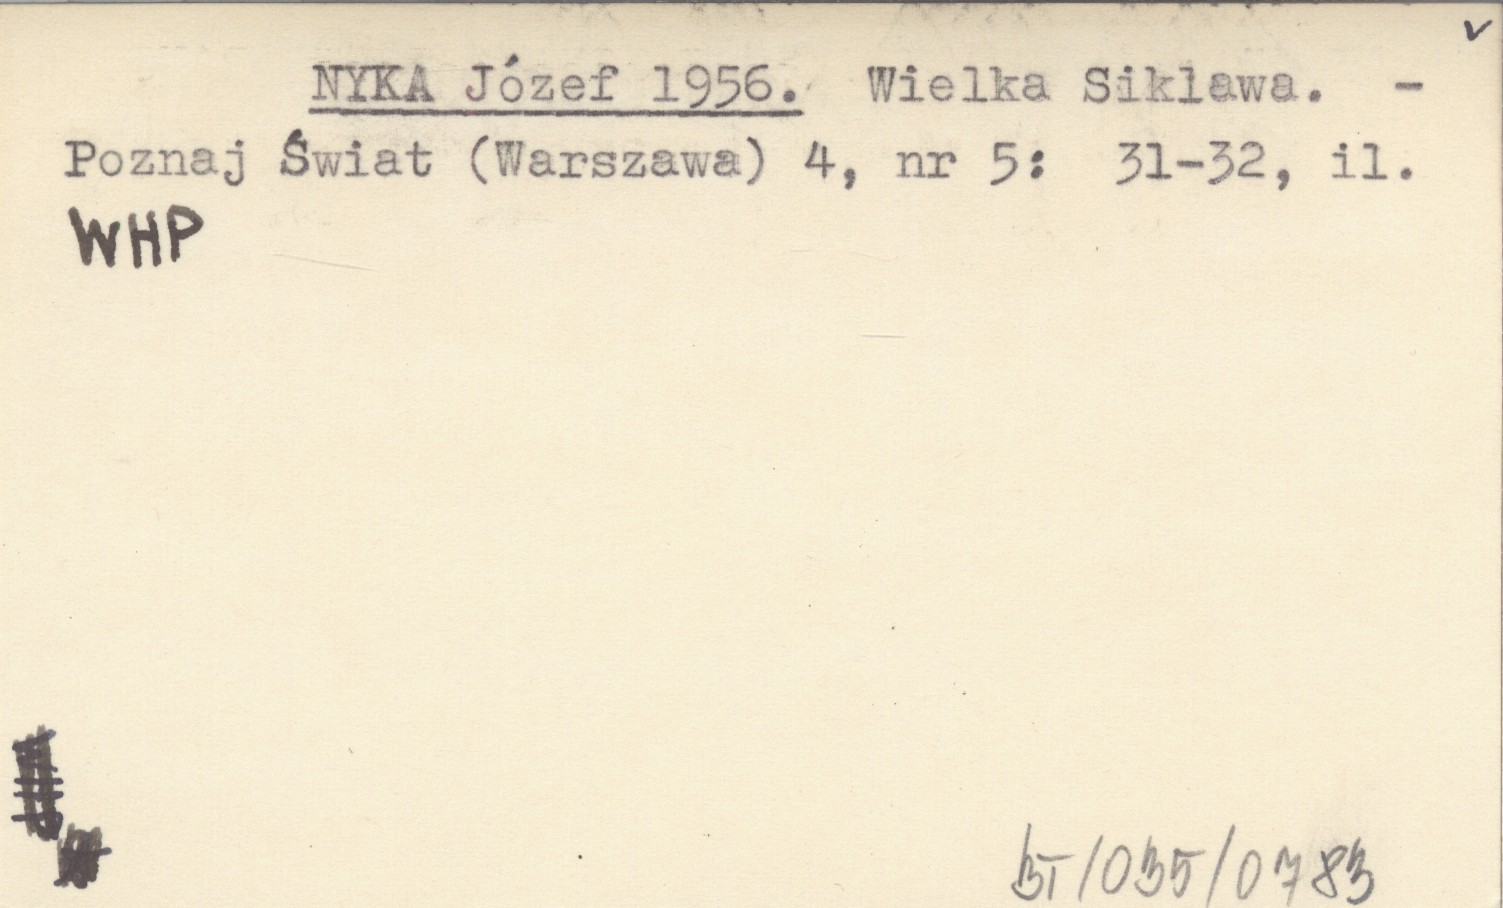 NYKA Józef 1956. Wielka Siklawa. -
Poznaj Świat (Warszawa) 4, nr 5: 31-32, il.
WHP
BT/035/0783